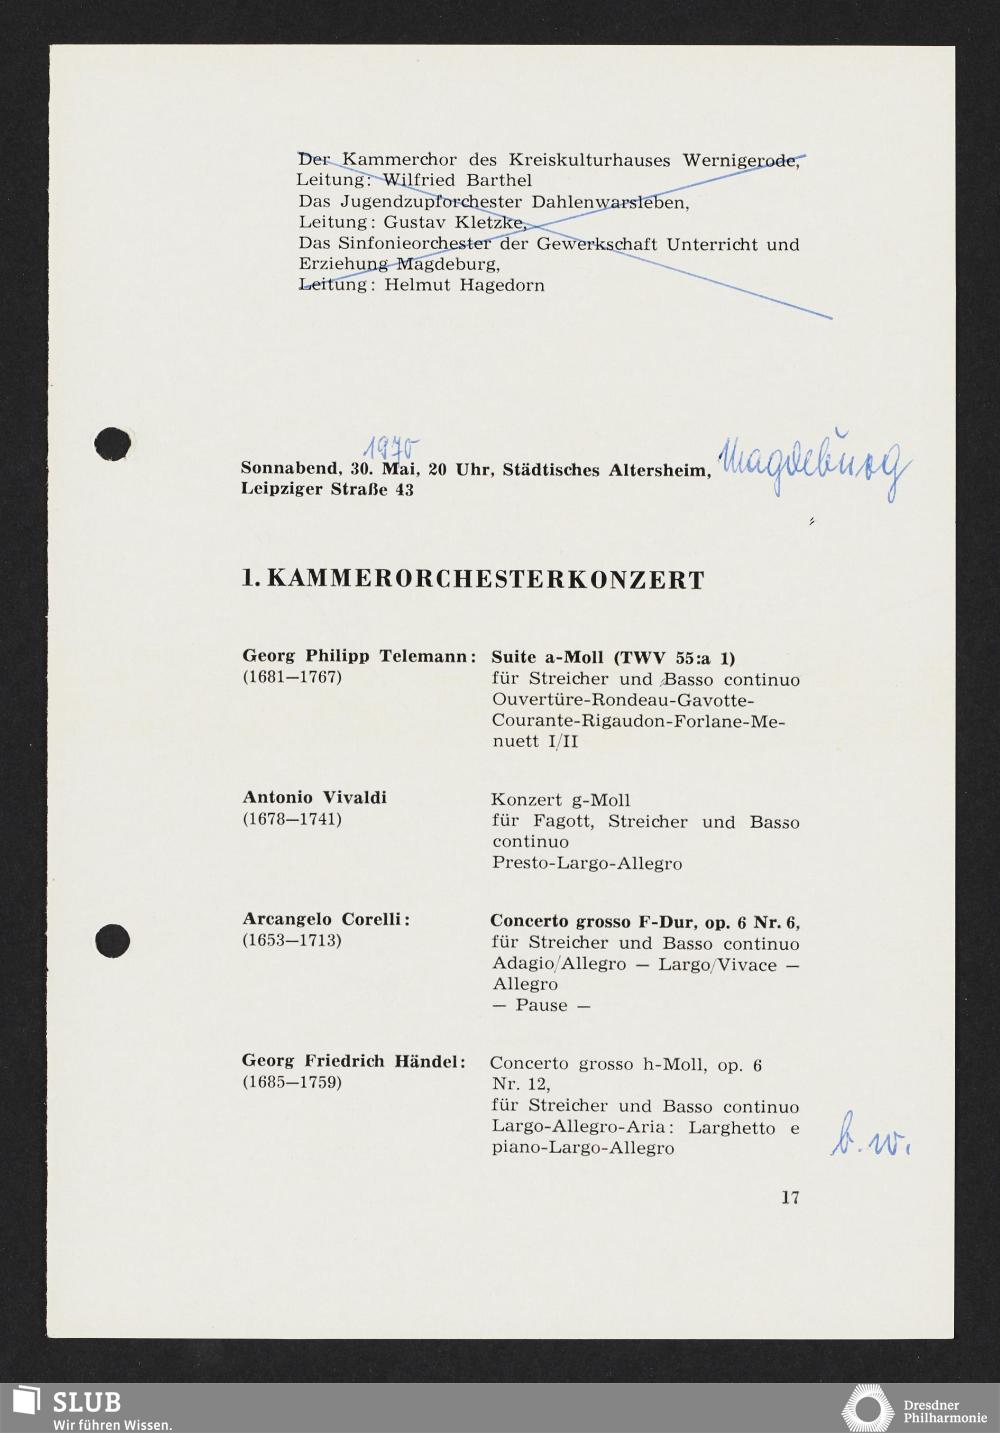 Der Kammerchor des Kreiskulturhauses Wernigerode,
Leitung: Wilfried Barthel
Das Jugendzupforchester Dahlenwarsleben,
Leitung: Gustav Kletzke,
Das Sinfonieorchester der Gewerkschaft Unterricht und
Erziehung Magdeburg,
Leitung: Helmut Hagedorn
1970
Sonnabend, 30. Mai, 20 Uhr, Städtisches Altersheim, Magdeburg
Leipziger Straße 43
1. KAMMERORCHESTERKONZERT
Georg Philipp Telemann: Suite a-Moll (TWV 55:a 1)
(1681—1767) für Streicher und Basso continuo
Ouvertüre-Rondeau-Gavotte-
Courante-Rigaudon-Forlane-Me-
nuett I/II
Antonio Vivaldi Konzert g-Moll
(1678—1741) für Fagott, Streicher und Basso
continuo
Presto-Largo-Allegro
Arcangelo Corelli: Concerto grosso F-Dur, op. 6 Nr. 6,
(1653—1713) für Streicher und Basso continuo
Adagio/Allegro — Largo/Vivace —
Allegro
— Pause —
Georg Friedrich Händel: Concerto grosso h-Moll, op. 6
(1685—1759) Nr. 12,
für Streicher und Basso continuo
Largo-Allegro-Aria: Larghetto e
piano-Largo-Allegro
b. w.
17
SLUB
Wir führen Wissen.
Dresdner
Philharmonie